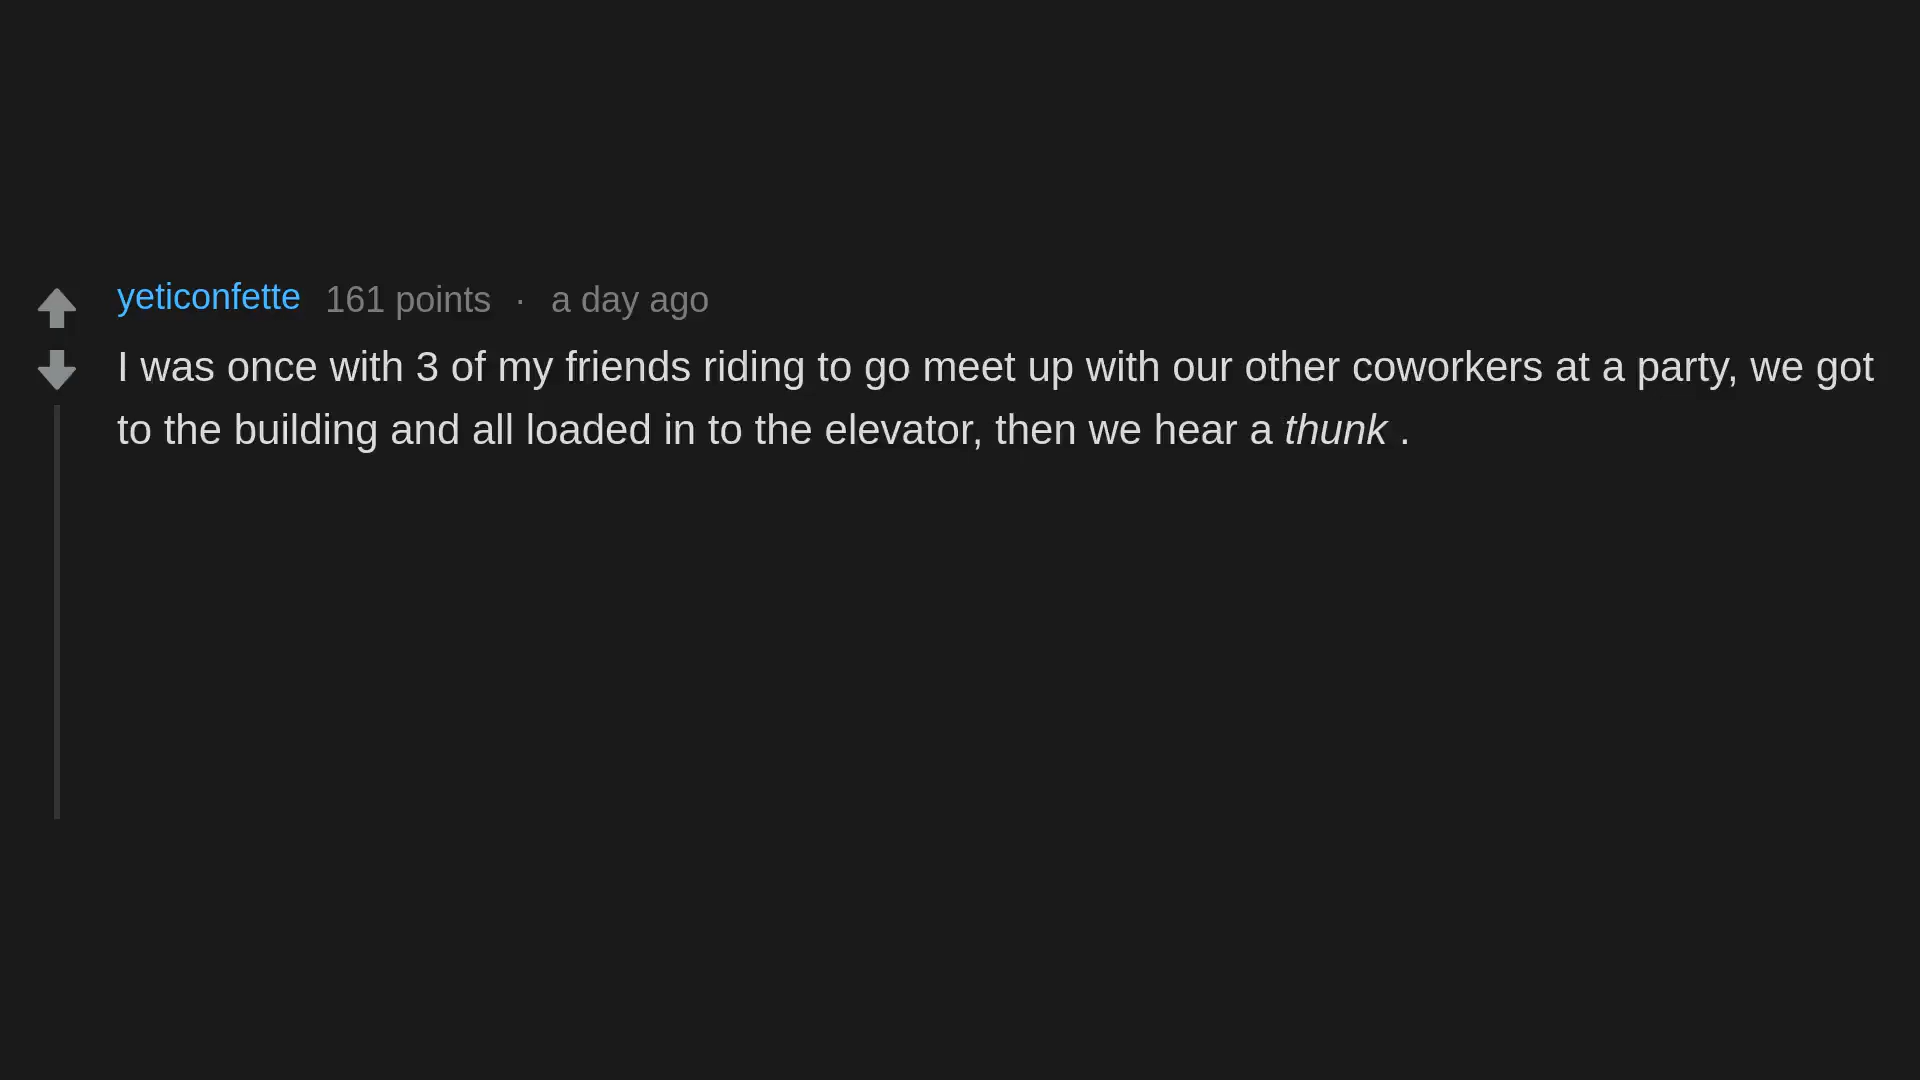 yeticonfette 161 points · a day ago
I was once with 3 of my friends riding to go meet up with our other coworkers at a party, we got
to the building and all loaded in to the elevator, then we hear a thunk .